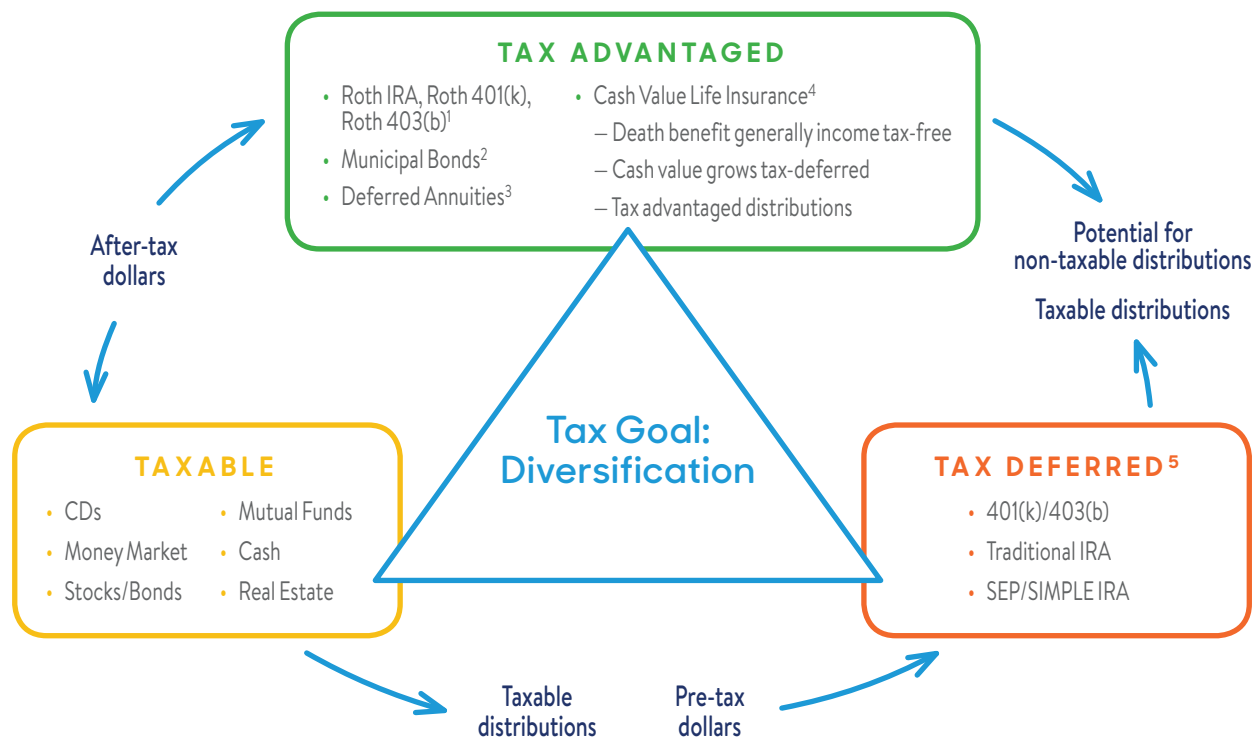 TAX ADVANTAGED
• Roth IRA, Roth 401(k),
Roth 403(b)¹
• Municipal Bonds²
• Deferred Annuities³
• Cash Value Life Insurance⁴
– Death benefit generally income tax-free
– Cash value grows tax-deferred
– Tax advantaged distributions
After-tax
dollars
Potential for
non-taxable distributions
Taxable distributions
Tax Goal:
Diversification
TAXABLE
• CDs
• Money Market
• Stocks/Bonds
• Mutual Funds
• Cash
• Real Estate
TAX DEFERRED⁵
• 401(k)/403(b)
• Traditional IRA
• SEP/SIMPLE IRA
Taxable
distributions
Pre-tax
dollars